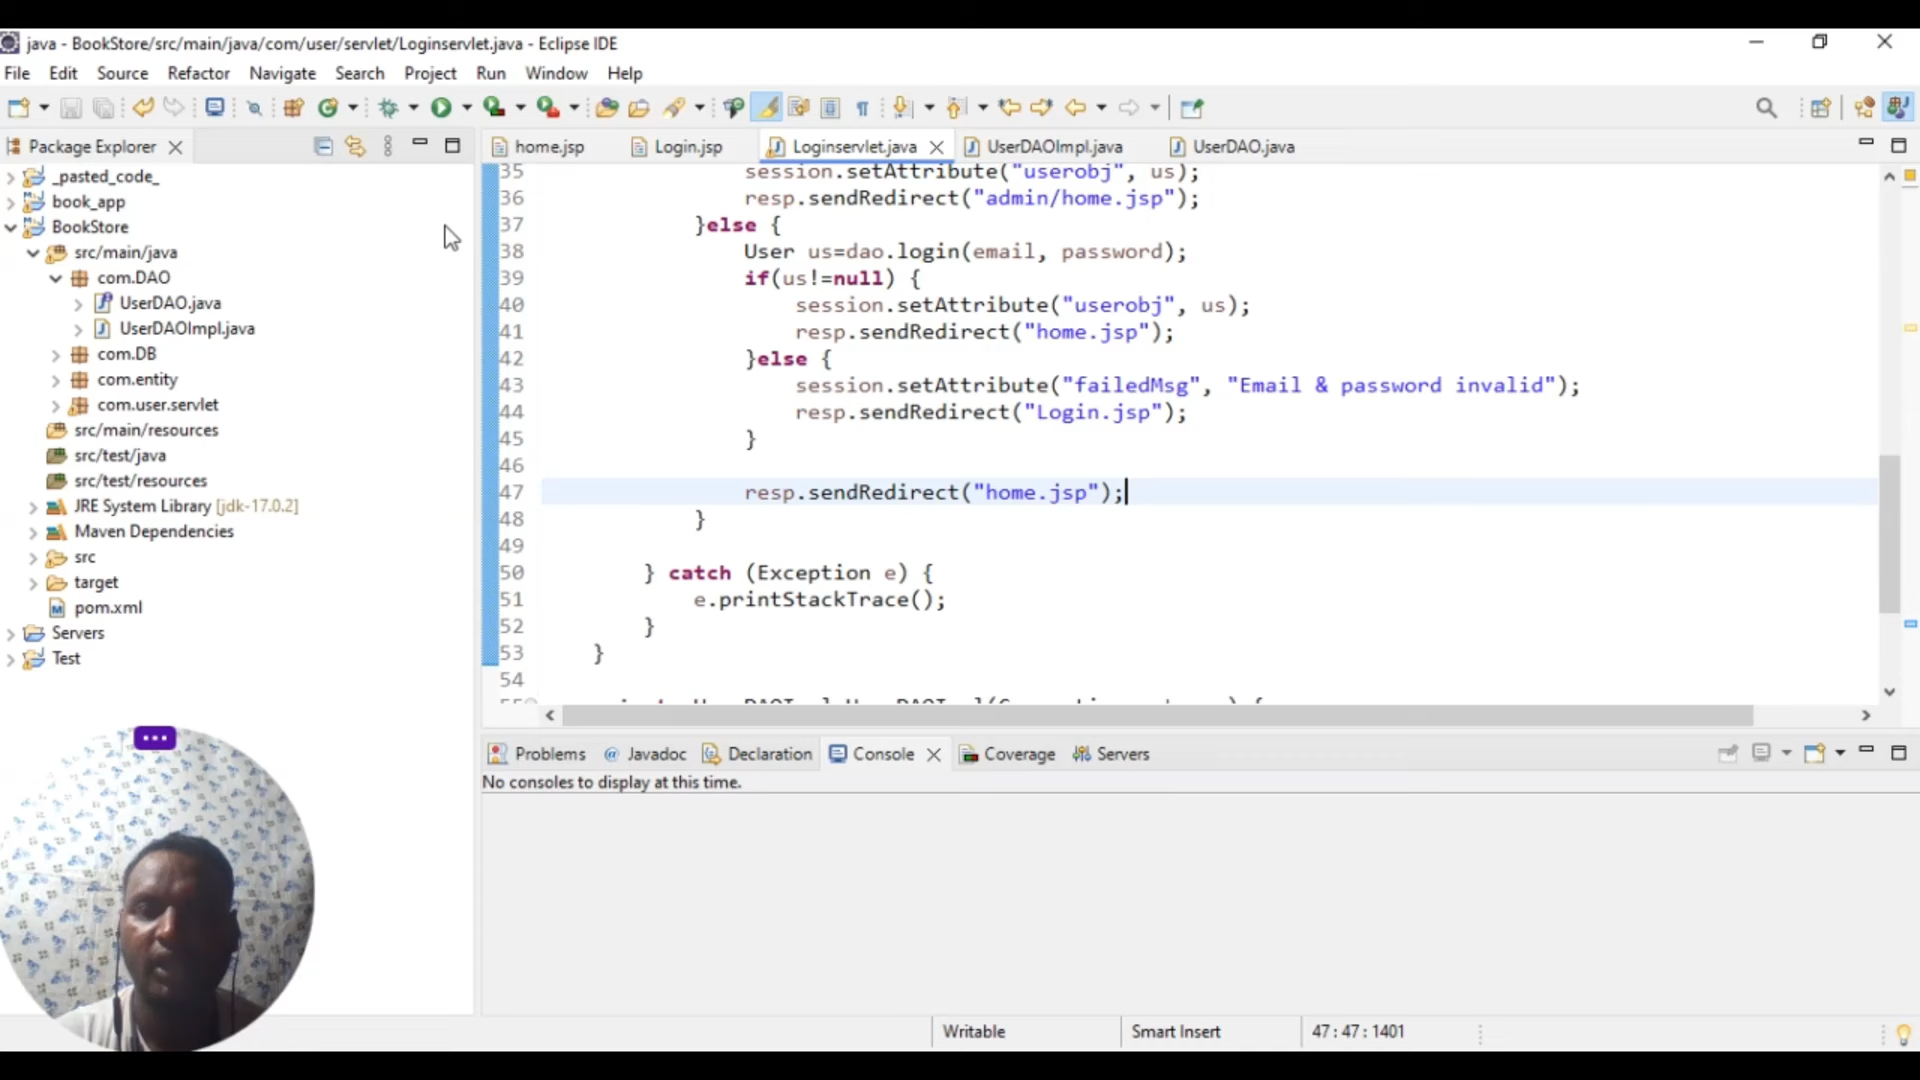 java - BookStore/src/main/java/com/user/servlet/Loginservlet.java - Eclipse IDE
File Edit Source Refactor Navigate Search Project Run Window Help
Package Explorer
home.jsp Login.jsp Loginservlet.java UserDAOImpl.java UserDAO.java
_pasted_code_
book_app
BookStore
src/main/java
com.DAO
UserDAO.java
UserDAOImpl.java
com.DB
com.entity
com.user.servlet
src/main/resources
src/test/java
src/test/resources
JRE System Library [jdk-17.0.2]
Maven Dependencies
src
target
pom.xml
Servers
Test
35 session.setAttribute("userobj", us);
36 resp.sendRedirect("admin/home.jsp");
37 }else {
38 User us=dao.login(email, password);
39 if(us!=null) {
40 session.setAttribute("userobj", us);
41 resp.sendRedirect("home.jsp");
42 }else {
43 session.setAttribute("failedMsg", "Email & password invalid");
44 resp.sendRedirect("Login.jsp");
45 }
46
47 resp.sendRedirect("home.jsp");
48 }
49
50 } catch (Exception e) {
51 e.printStackTrace();
52 }
53 }
54
Problems @ Javadoc Declaration Console Coverage Servers
No consoles to display at this time.
Writable Smart Insert 47 : 47 : 1401